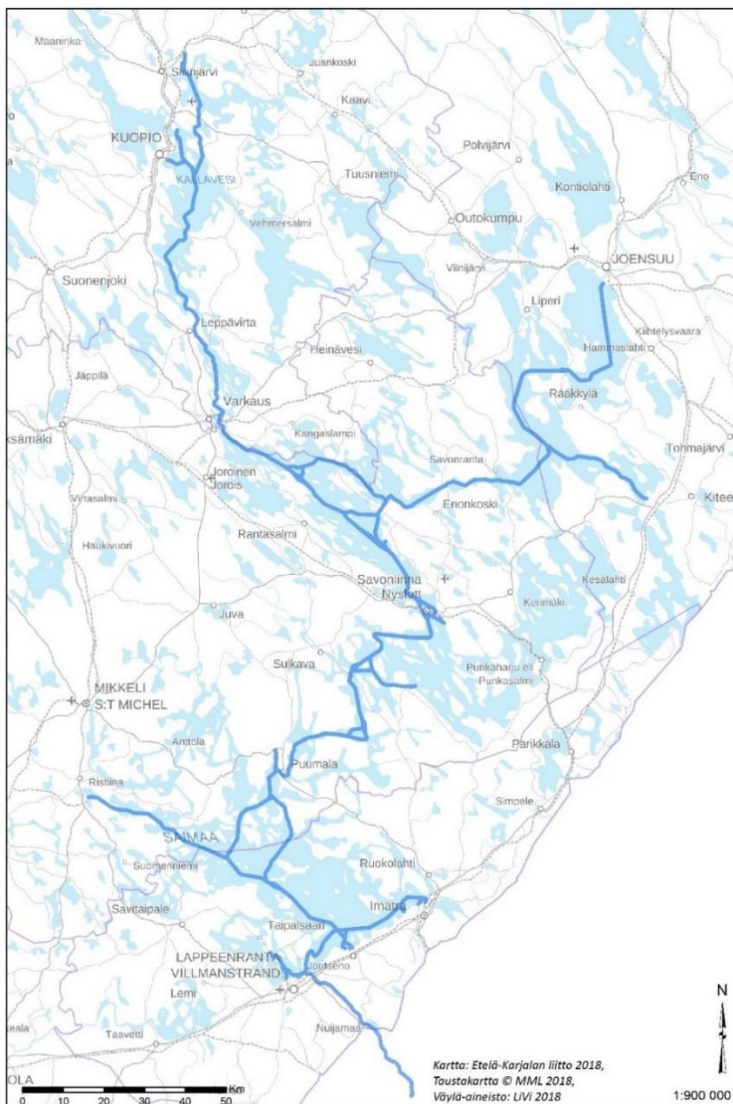 Maaninka
Siilinjärvi
Juankoski
Kaavi
KUOPIO
Polvijärvi
KALLAVESI
Tuusniemi
Kontiolahti
Eno
Vehmersalmi
Outokumpu
Suonenjoki
Viinijärvi
JOENSUU
Liperi
Leppävirta
Kiihtelysvaara
Hammaslahti
Heinävesi
Jäppilä
Rääkkylä
Varkaus
ksämäki
Kangaslampi
Tohmajärvi
Savonranta
Joroinen
Jorois
Virtasalmi
Kitee
Enonkoski
Rantasalmi
Haukivuori
Savonlinna
Nyslott
Kesälahti
Kerimäki
Juva
Sulkava
Punkaharju eli
Punkasalmi
MIKKELI
S:T MICHEL
Anttola
Parikkala
Puumala
Ristiina
Simpele
SAIMAA
Suomenniemi
Ruokolahti
Savitaipale
Imatra
Taipalsaari
LAPPEENRANTA
VILLMANSTRAND
Joutseno
Lemi
Nuijamaa
Taavetti
eala
OLA
N
Kartta: Etelä-Karjalan liitto 2018,
Taustakartta © MML 2018,
Väylä-aineisto: LiVi 2018
0 10 20 30 40 50 Km
1:900 000